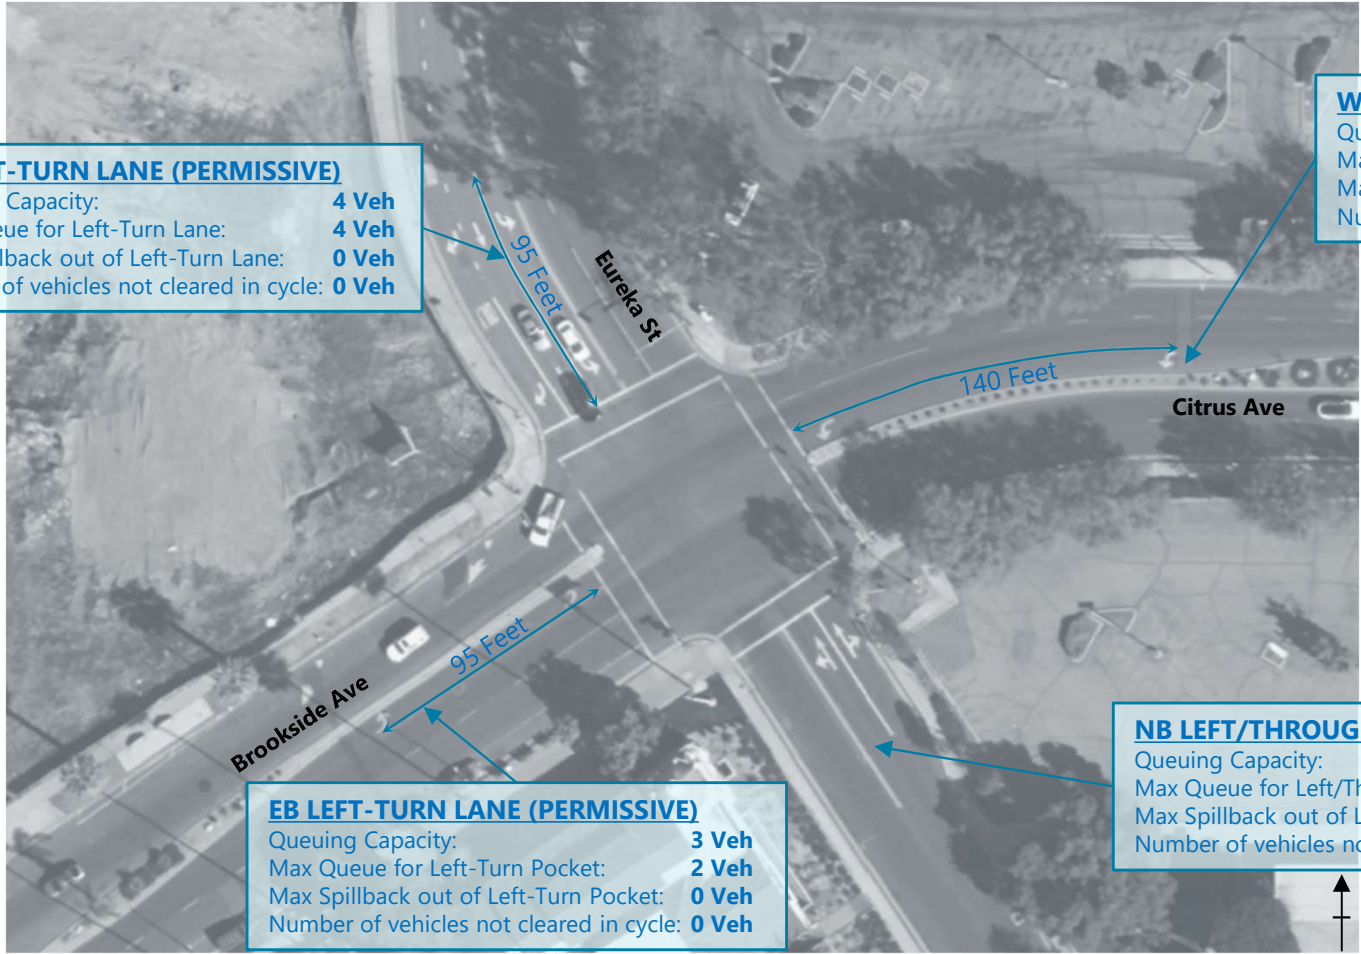 T-TURN LANE (PERMISSIVE)
Capacity: 4 Veh
eue for Left-Turn Lane: 4 Veh
lback out of Left-Turn Lane: 0 Veh
of vehicles not cleared in cycle: 0 Veh
W
Qu
Ma
Ma
Nu
95 Feet
Eureka St
140 Feet
Citrus Ave
95 Feet
Brookside Ave
EB LEFT-TURN LANE (PERMISSIVE)
Queuing Capacity: 3 Veh
Max Queue for Left-Turn Pocket: 2 Veh
Max Spillback out of Left-Turn Pocket: 0 Veh
Number of vehicles not cleared in cycle: 0 Veh
NB LEFT/THROUG
Queuing Capacity:
Max Queue for Left/Th
Max Spillback out of L
Number of vehicles no